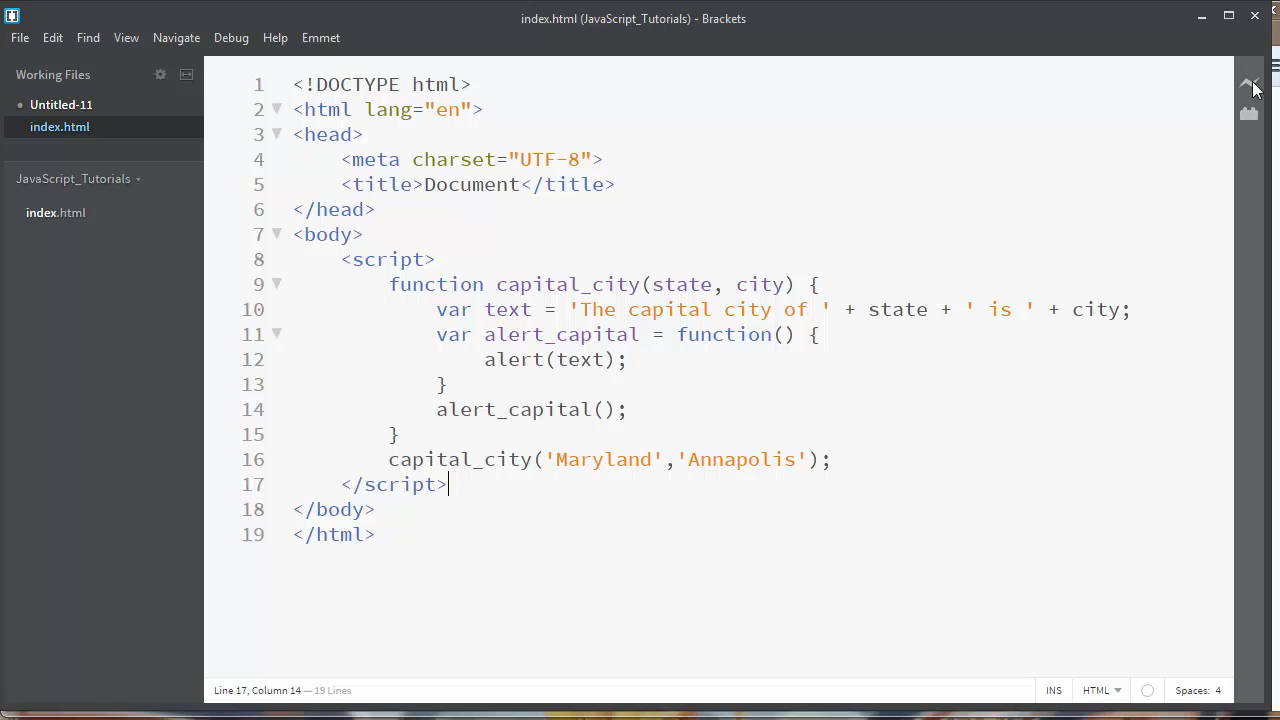 index.html (JavaScript_Tutorials) - Brackets
File Edit Find View Navigate Debug Help Emmet
Working Files
Untitled-11
index.html
JavaScript_Tutorials
index.html
1 <!DOCTYPE html>
2 <html lang="en">
3 <head>
4     <meta charset="UTF-8">
5     <title>Document</title>
6 </head>
7 <body>
8     <script>
9         function capital_city(state, city) {
10             var text = 'The capital city of ' + state + ' is ' + city;
11             var alert_capital = function() {
12                 alert(text);
13             }
14             alert_capital();
15         }
16         capital_city('Maryland','Annapolis');
17     </script>
18 </body>
19 </html>
Line 17, Column 14 — 19 Lines
INS HTML Spaces: 4